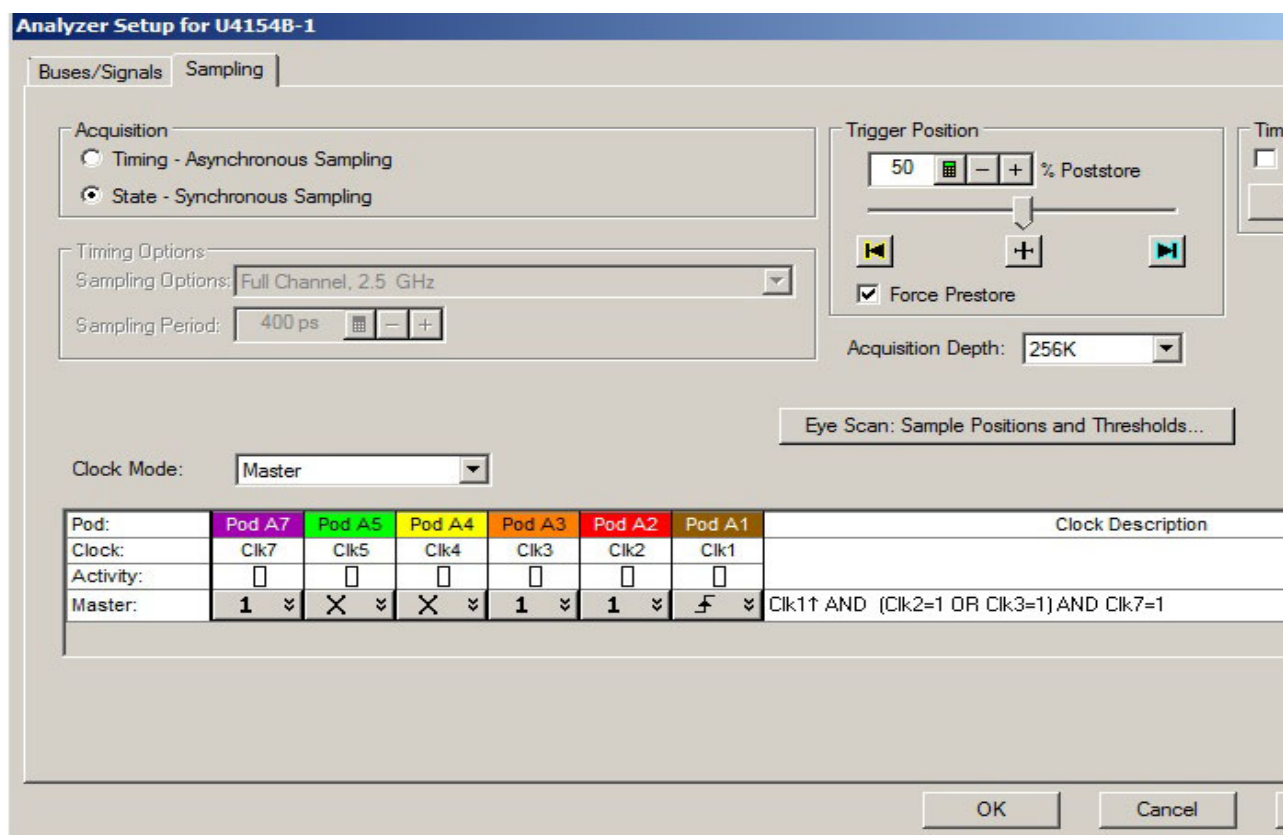 Analyzer Setup for U4154B-1
Buses/Signals Sampling
Acquisition
Timing - Asynchronous Sampling
State - Synchronous Sampling
Timing Options
Sampling Options: Full Channel, 2.5 GHz
Sampling Period: 400 ps
Trigger Position
50 % Poststore
Force Prestore
Tim
Acquisition Depth: 256K
Eye Scan: Sample Positions and Thresholds...
Clock Mode: Master
Pod: Pod A7 Pod A5 Pod A4 Pod A3 Pod A2 Pod A1 Clock Description
Clock: Clk7 Clk5 Clk4 Clk3 Clk2 Clk1
Activity:
Master: 1 X X 1 1 Clk1↑ AND (Clk2=1 OR Clk3=1) AND Clk7=1
OK Cancel